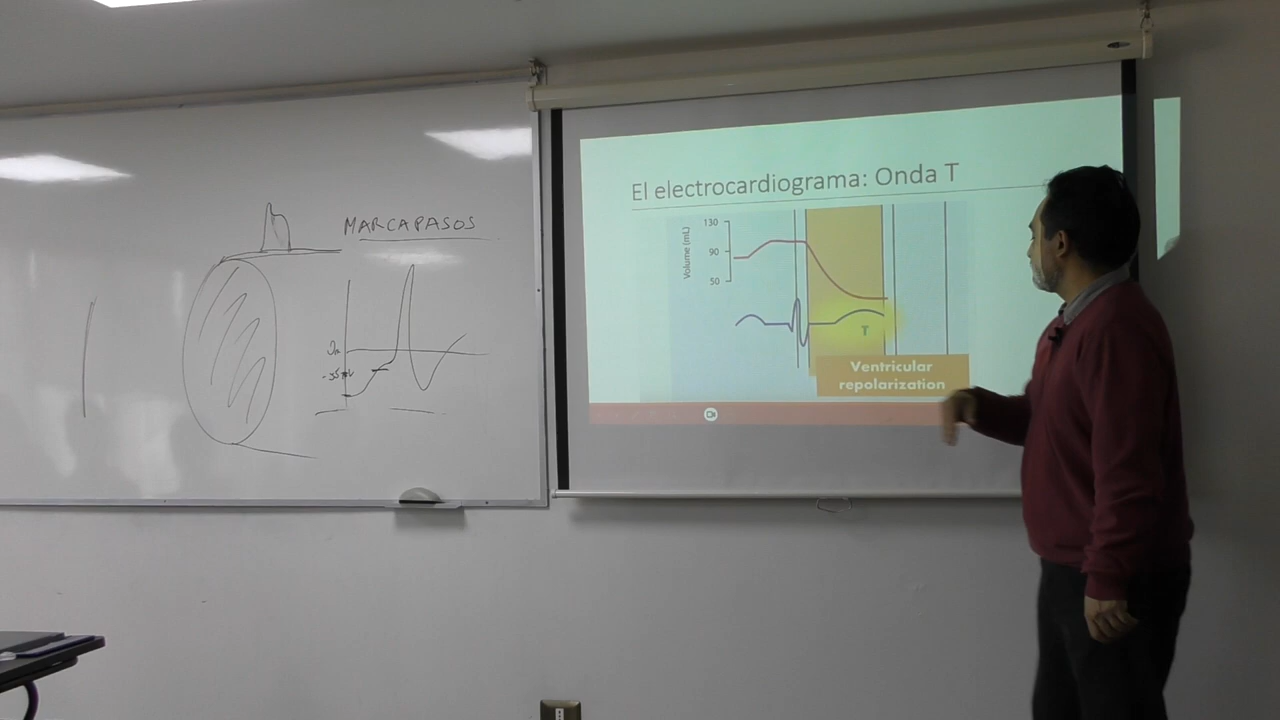 MARCAPASOS
El electrocardiograma: Onda T
Volume (mL)
130
90
50
T
Ventricular
repolarization